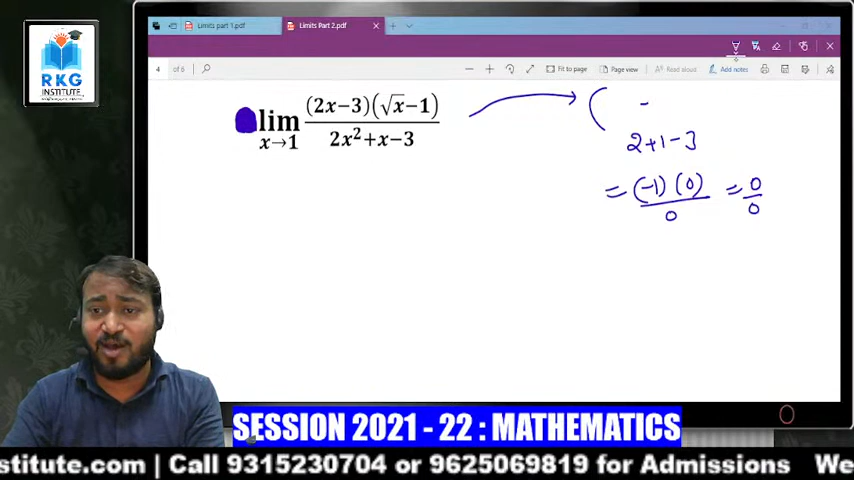 Limits part 1.pdf
Limits Part 2.pdf
4 of 6
Fit to page
Page view
Read aloud
Add notes
RKG
INSTITUTE
lim x→1 (2x−3)(√x−1) / 2x²+x−3
( -
2+1-3
= (-1)(0) / 0 = 0/0
SESSION 2021 - 22 : MATHEMATICS
stitute.com | Call 9315230704 or 9625069819 for Admissions We